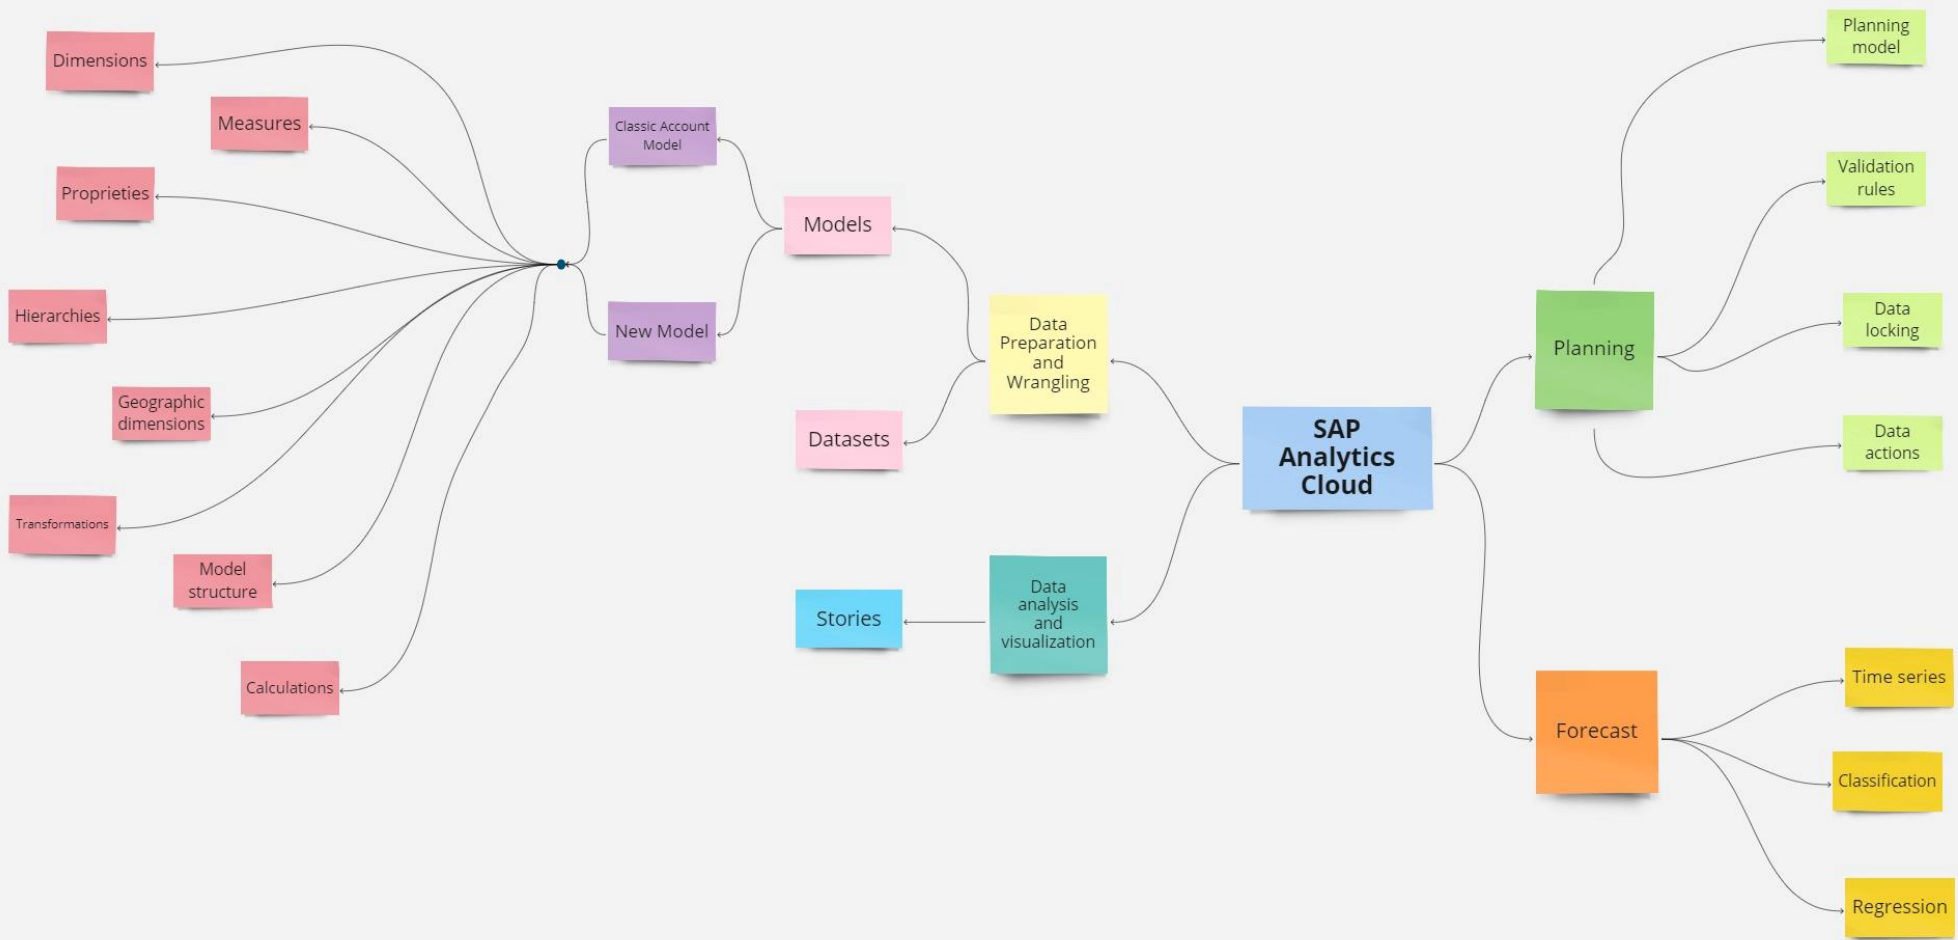 Dimensions
Measures
Proprieties
Hierarchies
Geographic
dimensions
Transformations
Model
structure
Calculations
Classic Account
Model
New Model
Models
Datasets
Stories
Data
Preparation
and
Wrangling
Data
analysis
and
visualization
SAP
Analytics
Cloud
Planning
Forecast
Planning
model
Validation
rules
Data
locking
Data
actions
Time series
Classification
Regression